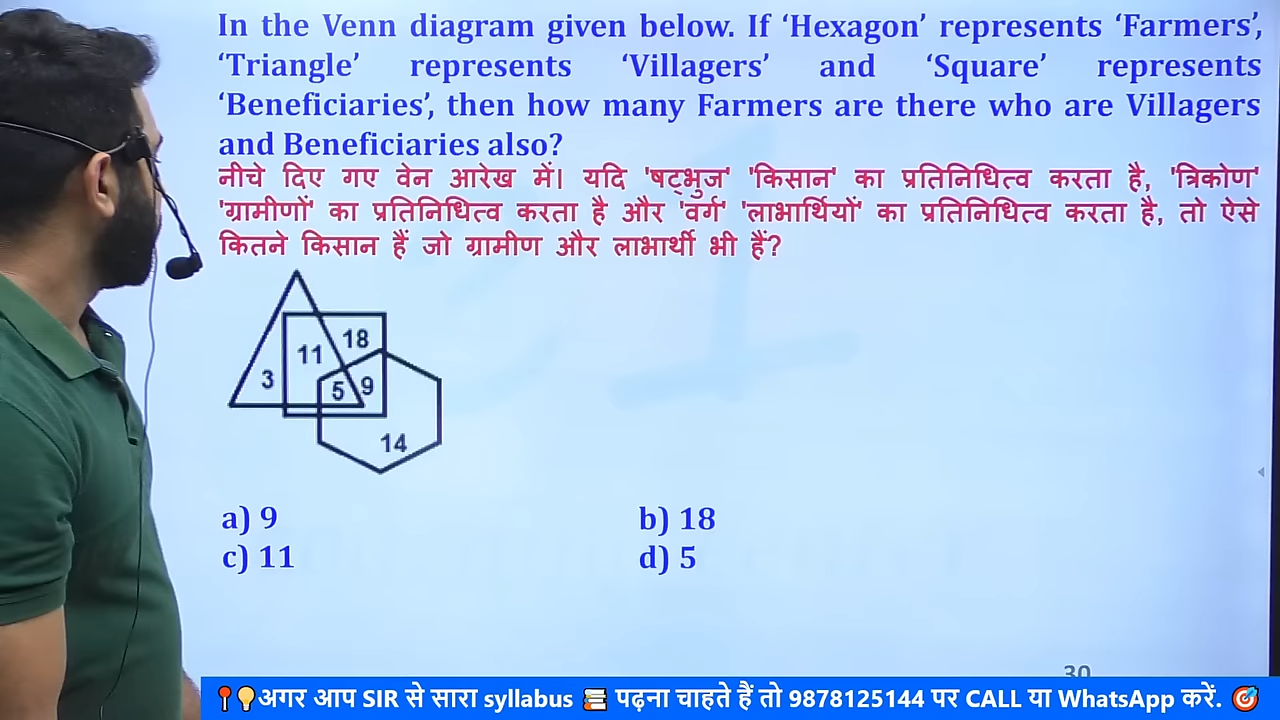 In the Venn diagram given below. If ‘Hexagon’ represents ‘Farmers’,
‘Triangle’ represents ‘Villagers’ and ‘Square’ represents
‘Beneficiaries’, then how many Farmers are there who are Villagers
and Beneficiaries also?
नीचे दिए गए वेन आरेख में। यदि 'षट्भुज' 'किसान' का प्रतिनिधित्व करता है, 'त्रिकोण'
'ग्रामीणों' का प्रतिनिधित्व करता है और 'वर्ग' 'लाभार्थियों' का प्रतिनिधित्व करता है, तो ऐसे
कितने किसान हैं जो ग्रामीण और लाभार्थी भी हैं?
18
11
3
5 9
14
a) 9 b) 18
c) 11 d) 5
30
अगर आप SIR से सारा syllabus पढ़ना चाहते हैं तो 9878125144 पर CALL या WhatsApp करें.